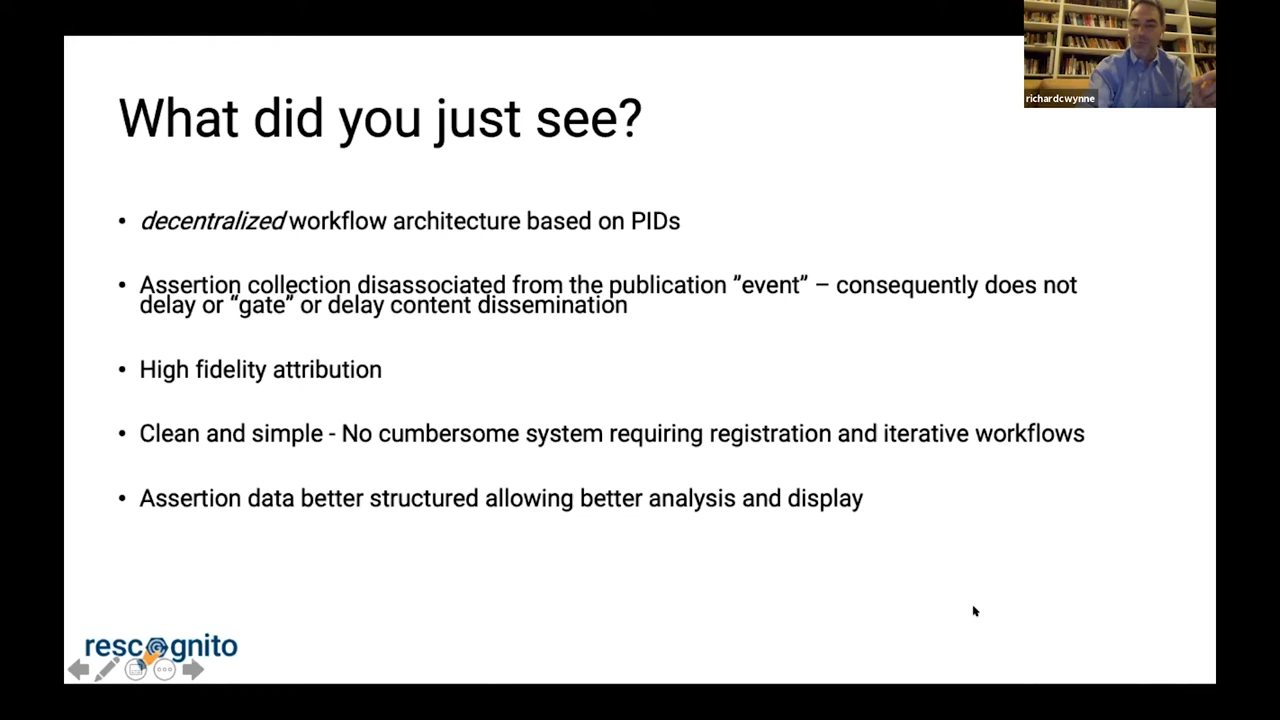 richardcwynne
What did you just see?
• decentralized workflow architecture based on PIDs
• Assertion collection disassociated from the publication ”event” – consequently does not
delay or “gate” or delay content dissemination
• High fidelity attribution
• Clean and simple - No cumbersome system requiring registration and iterative workflows
• Assertion data better structured allowing better analysis and display
rescognito